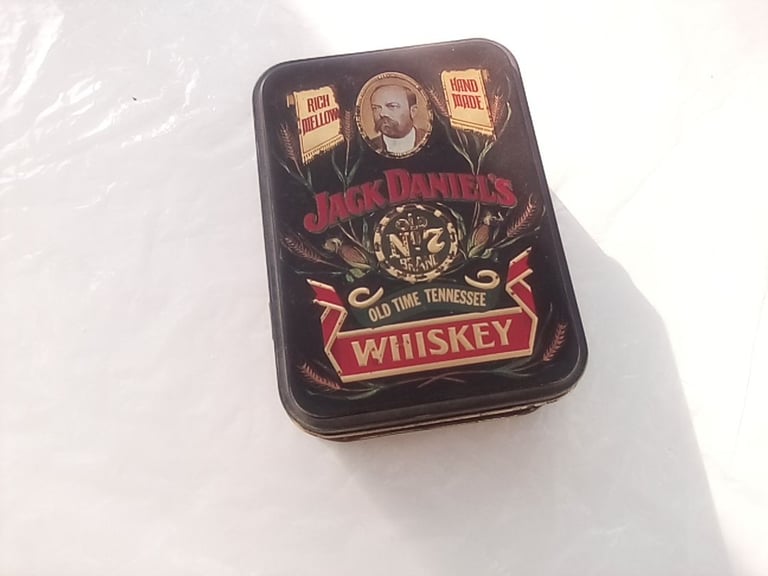 RICH
MELLOW
HAND
MADE
JACK DANIEL'S
OLD
Nº 7
BRAND
OLD TIME TENNESSEE
WHISKEY